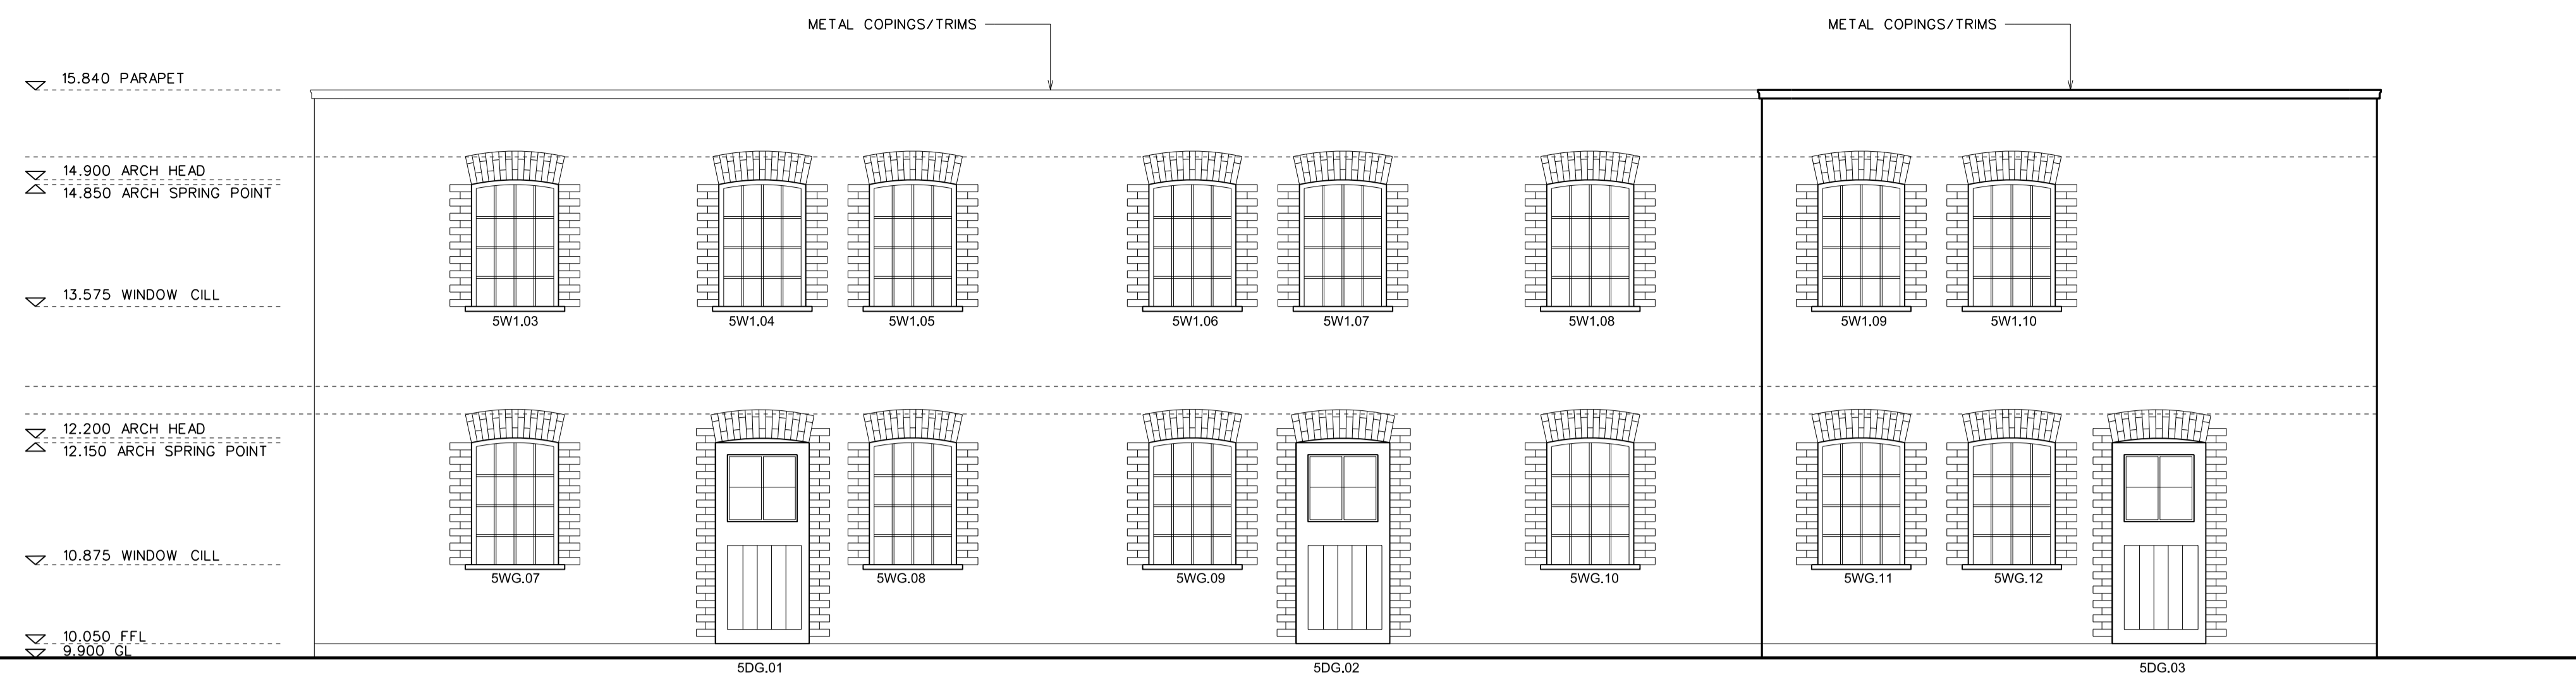 METAL COPINGS/TRIMS METAL COPINGS/TRIMS
15.840 PARAPET
14.900 ARCH HEAD
14.850 ARCH SPRING POINT
13.575 WINDOW CILL
5W1.03 5W1.04 5W1.05 5W1.06 5W1.07 5W1.08 5W1.09 5W1.10
12.200 ARCH HEAD
12.150 ARCH SPRING POINT
10.875 WINDOW CILL
5WG.07 5WG.08 5WG.09 5WG.10 5WG.11 5WG.12
10.050 FFL
9.900 GL
5DG.01 5DG.02 5DG.03